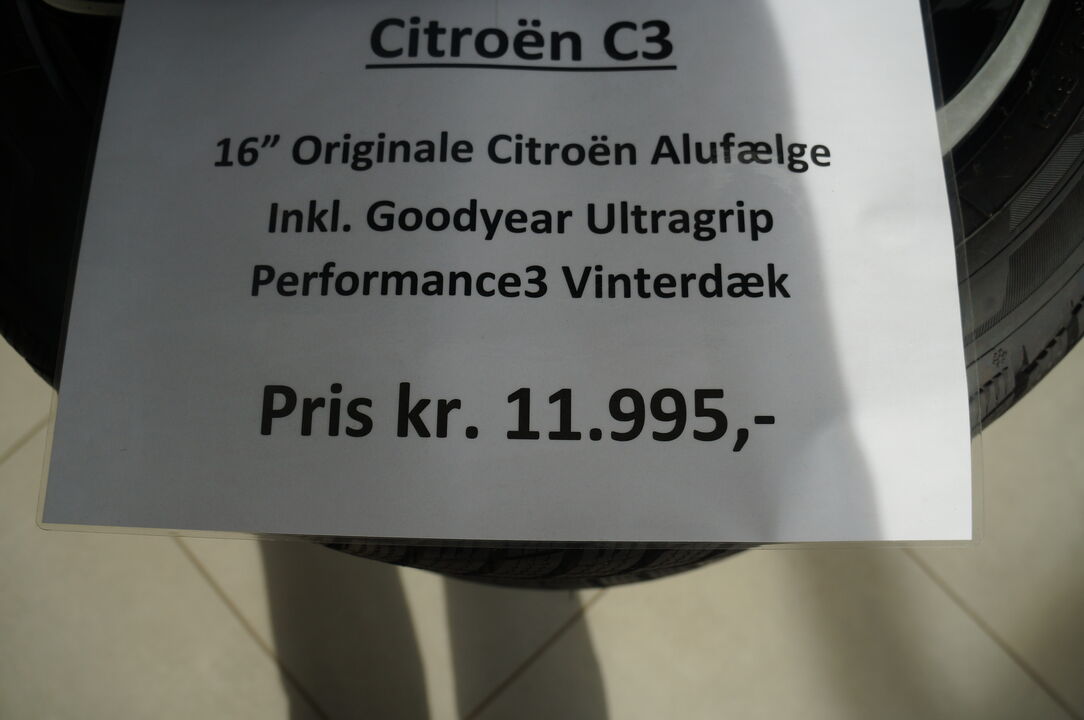 Citroën C3
16” Originale Citroën Alufælge
Inkl. Goodyear Ultragrip
Performance3 Vinterdæk
Pris kr. 11.995,-